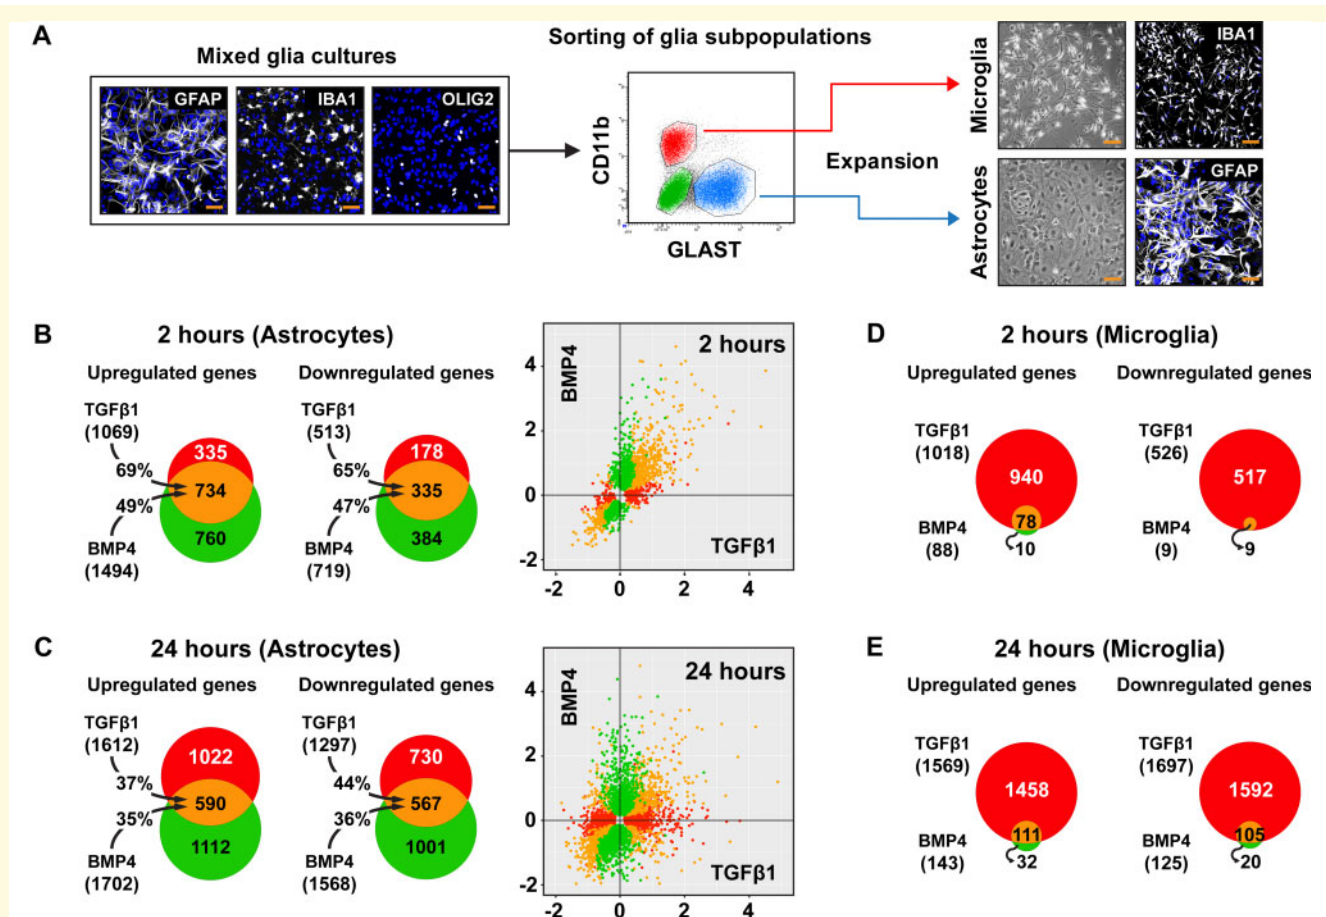 A
Mixed glia cultures
GFAP
IBA1
OLIG2
Sorting of glia subpopulations
CD11b
GLAST
Expansion
Microglia
IBA1
Astrocytes
GFAP
B
2 hours (Astrocytes)
Upregulated genes
TGFβ1
(1069)
69%
49%
BMP4
(1494)
335
734
760
Downregulated genes
TGFβ1
(513)
65%
47%
BMP4
(719)
178
335
384
BMP4
2 hours
TGFβ1
4
2
0
-2
-2 0 2 4
D
2 hours (Microglia)
Upregulated genes
TGFβ1
(1018)
940
78
BMP4
(88)
10
Downregulated genes
TGFβ1
(526)
517
BMP4
(9)
9
C
24 hours (Astrocytes)
Upregulated genes
TGFβ1
(1612)
37%
35%
BMP4
(1702)
1022
590
1112
Downregulated genes
TGFβ1
(1297)
44%
36%
BMP4
(1568)
730
567
1001
BMP4
24 hours
TGFβ1
4
2
0
-2
-2 0 2 4
E
24 hours (Microglia)
Upregulated genes
TGFβ1
(1569)
1458
111
BMP4
(143)
32
Downregulated genes
TGFβ1
(1697)
1592
105
BMP4
(125)
20